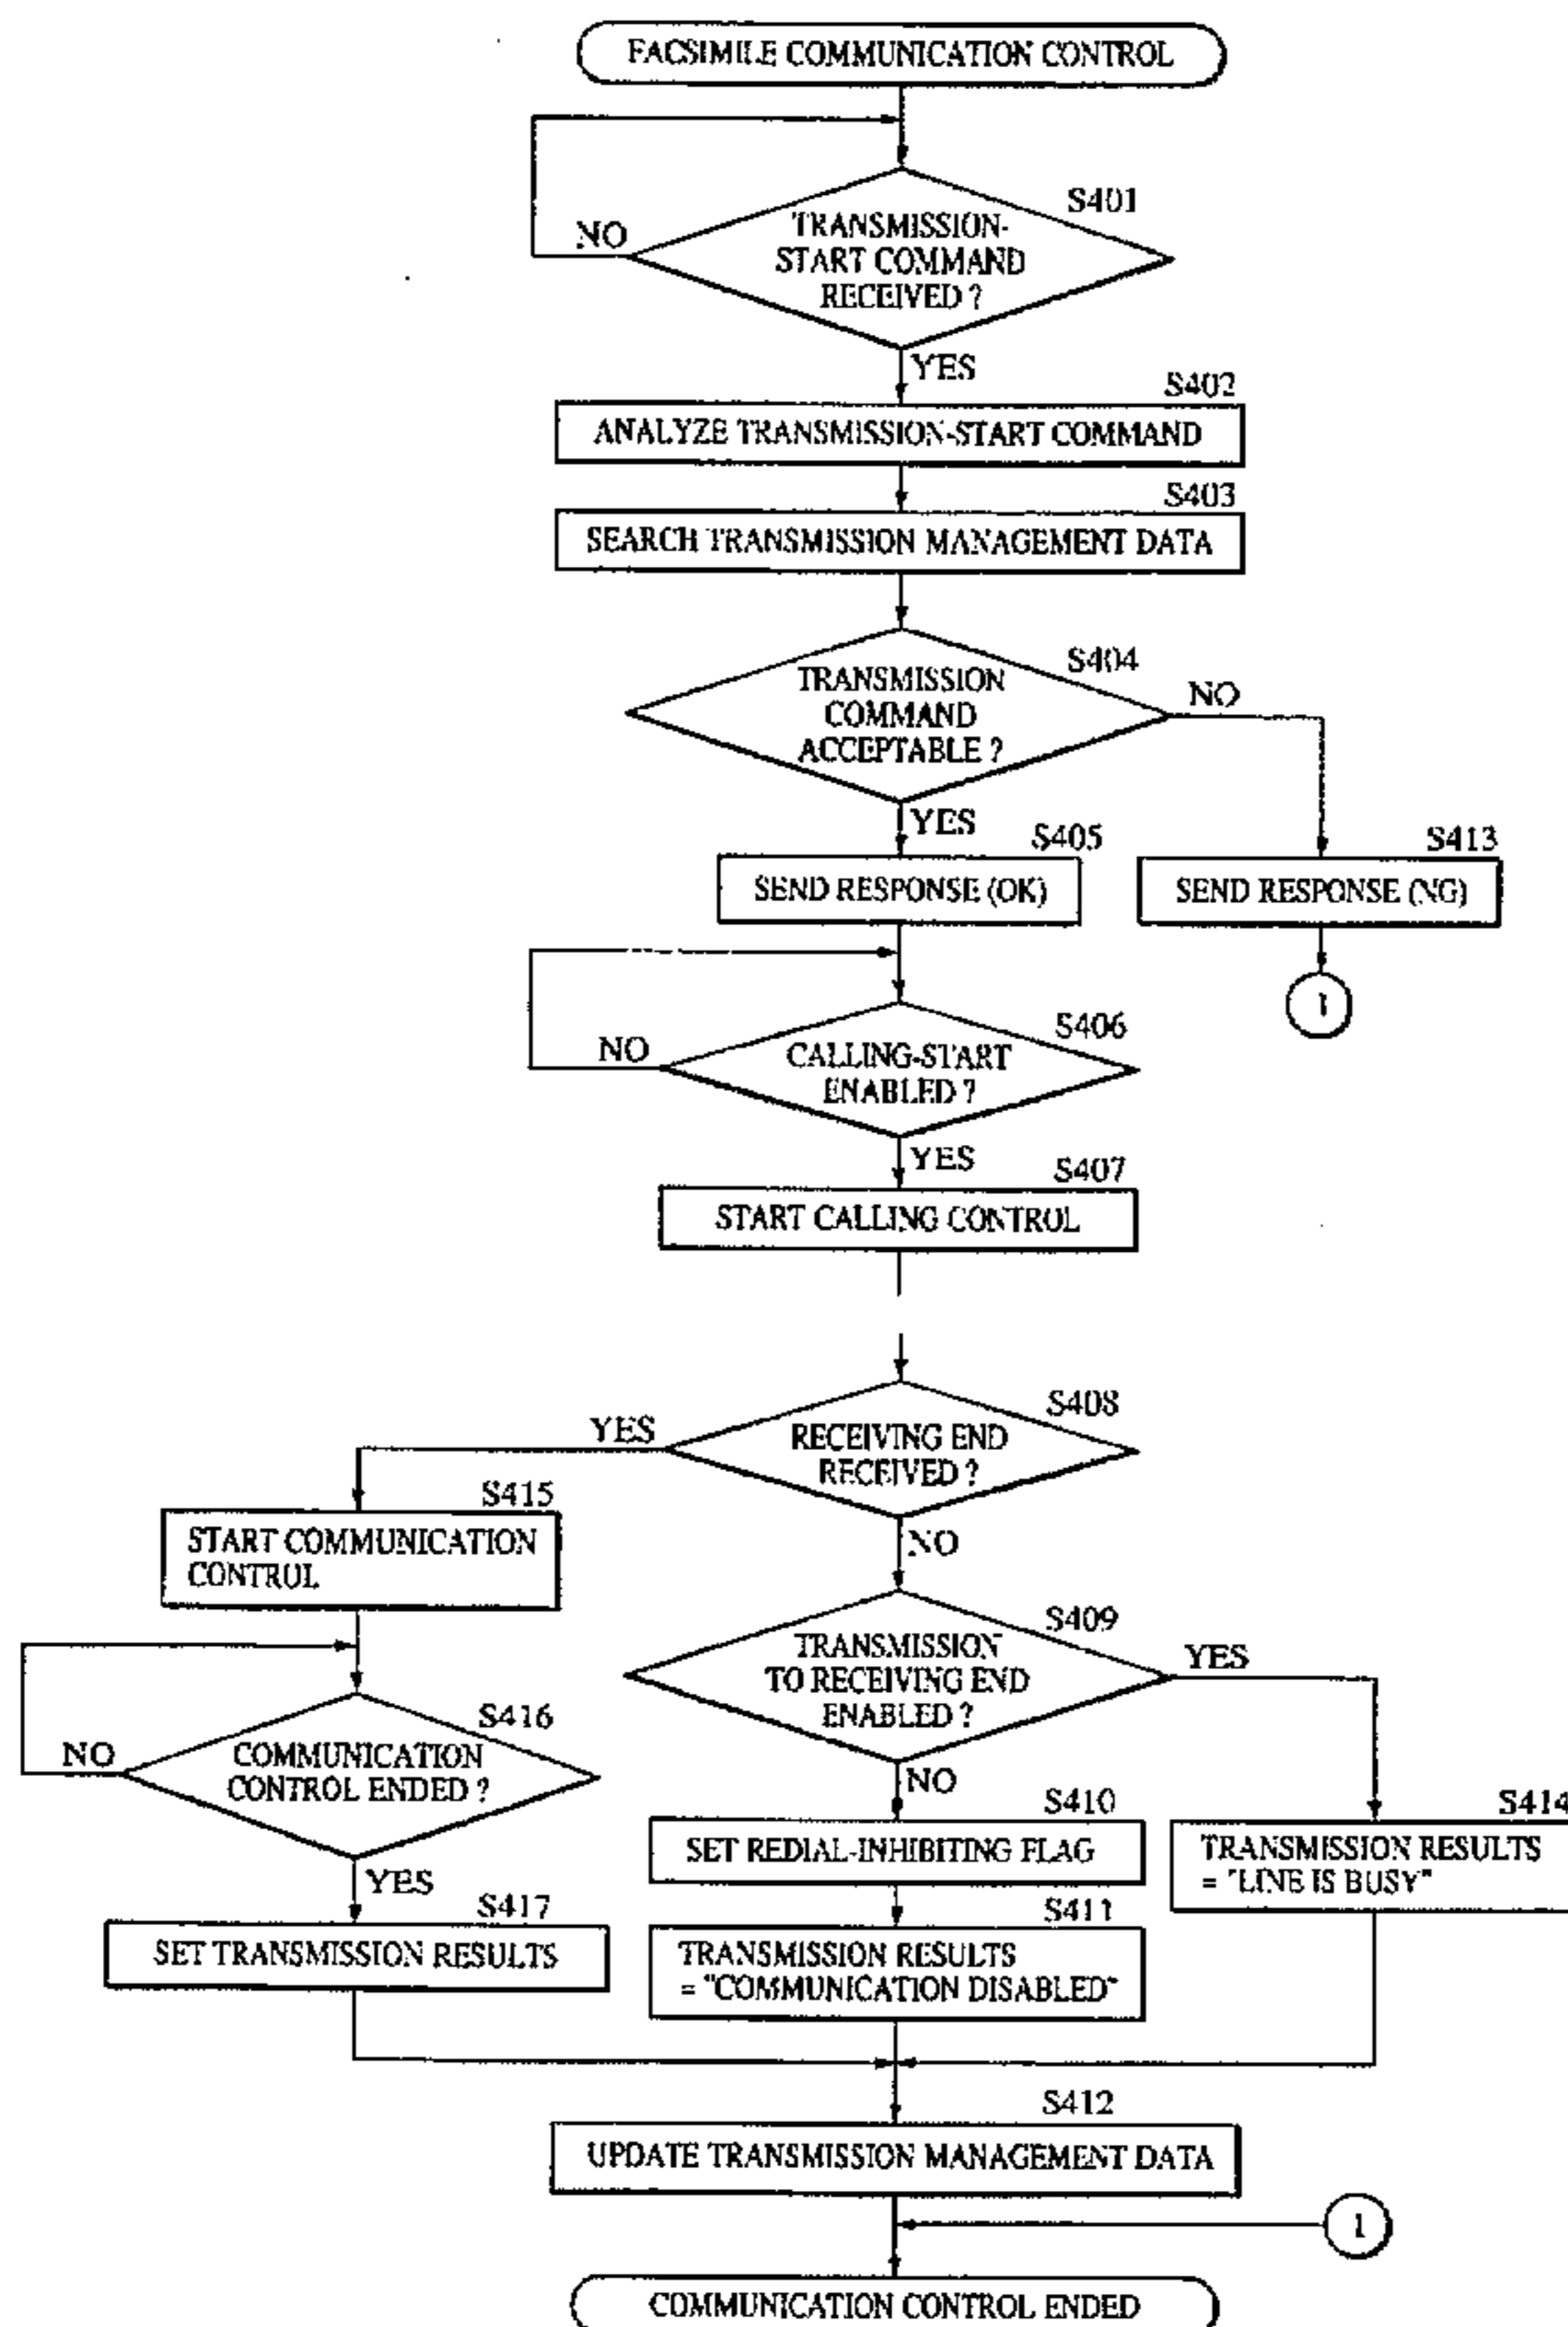 FACSIMILE COMMUNICATION CONTROL
S401
TRANSMISSION-
START COMMAND
RECEIVED ?
NO
YES
S402
ANALYZE TRANSMISSION-START COMMAND
S403
SEARCH TRANSMISSION MANAGEMENT DATA
S404
TRANSMISSION
COMMAND
ACCEPTABLE ?
NO
YES
S405
SEND RESPONSE (OK)
S413
SEND RESPONSE (NG)
1
S406
CALLING-START
ENABLED ?
NO
YES
S407
START CALLING CONTROL
S408
RECEIVING END
RECEIVED ?
YES
NO
S415
START COMMUNICATION
CONTROL
S409
TRANSMISSION
TO RECEIVING END
ENABLED ?
YES
NO
S416
COMMUNICATION
CONTROL ENDED ?
NO
YES
S410
SET REDIAL-INHIBITING FLAG
S414
TRANSMISSION RESULTS
= "LINE IS BUSY"
S417
SET TRANSMISSION RESULTS
S411
TRANSMISSION RESULTS
= "COMMUNICATION DISABLED"
S412
UPDATE TRANSMISSION MANAGEMENT DATA
1
COMMUNICATION CONTROL ENDED